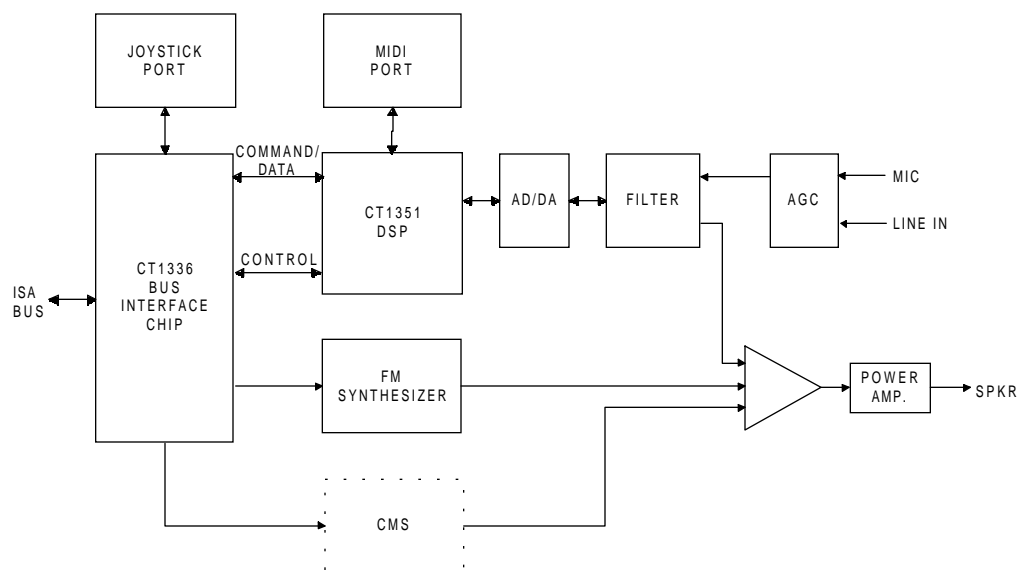 JOYSTICK
PORT
MIDI
PORT
COMMAND/
DATA
CT1351
DSP
AD/DA
FILTER
AGC
MIC
LINE IN
CONTROL
CT1336
BUS
INTERFACE
CHIP
ISA
BUS
FM
SYNTHESIZER
POWER
AMP.
SPKR
CMS